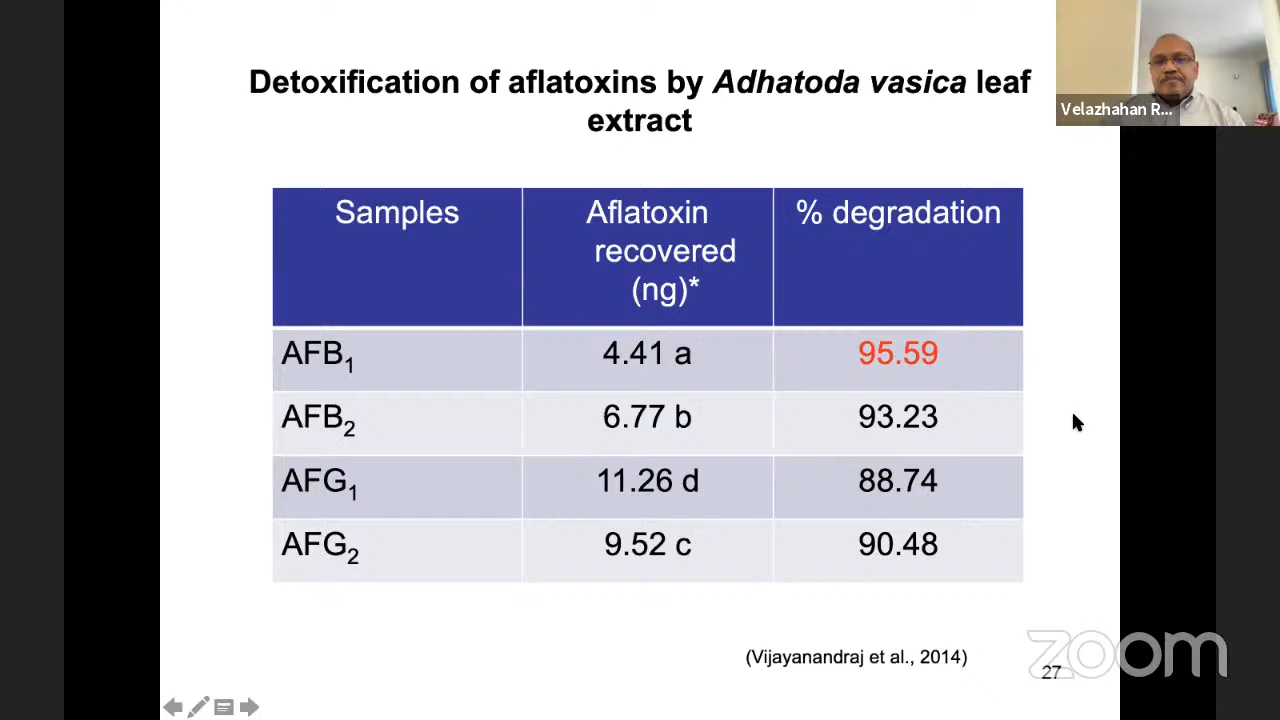 Detoxification of aflatoxins by Adhatoda vasica leaf
extract
Velazhahan R...
Samples
Aflatoxin
recovered
(ng)*
% degradation
AFB1
4.41 a
95.59
AFB2
6.77 b
93.23
AFG1
11.26 d
88.74
AFG2
9.52 c
90.48
(Vijayanandraj et al., 2014)
27
zoom